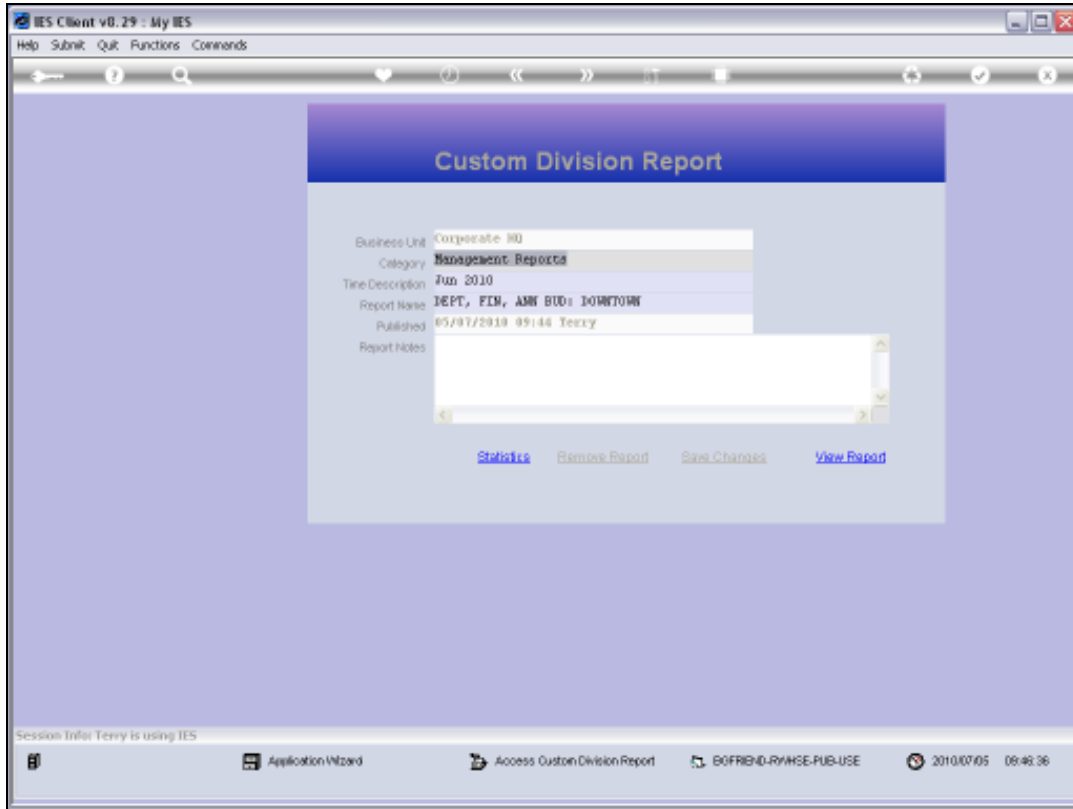 IES Client v8.29 : My IES
Help Submit Quit Functions Commands
Custom Division Report
Business Unit Corporate HQ
Category Management Reports
Time Description Jun 2010
Report Name DEPT, FIN, ANN BUD: DOWNTOWN
Published 05/07/2010 09:44 Terry
Report Notes
Statistics Remove Report Save Changes View Report
Session Info: Terry is using IES
Application Wizard Access Custom Division Report BGFRIEND-RWHSE-PUB-USE 2010/07/05 09:46:36